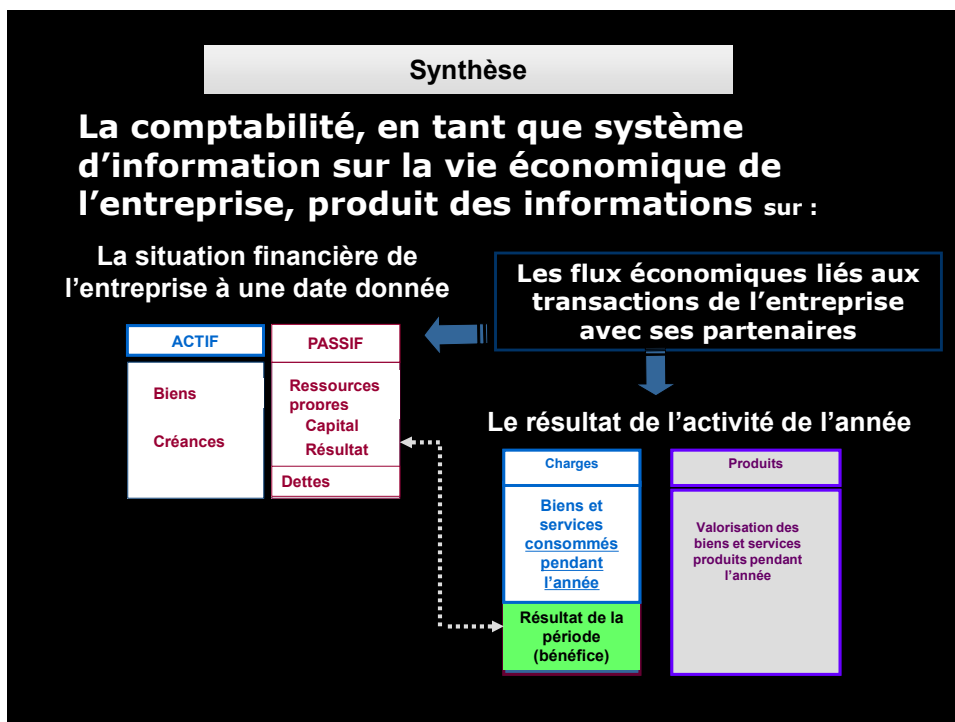 Synthèse
La comptabilité, en tant que système
d’information sur la vie économique de
l’entreprise, produit des informations sur :
La situation financière de
l’entreprise à une date donnée
Les flux économiques liés aux
transactions de l’entreprise
avec ses partenaires
ACTIF
PASSIF
Biens
Créances
Ressources
propres
Capital
Résultat
Dettes
Le résultat de l’activité de l’année
Charges
Produits
Biens et
services
consommés
pendant
l’année
Valorisation des
biens et services
produits pendant
l’année
Résultat de la
période
(bénéfice)